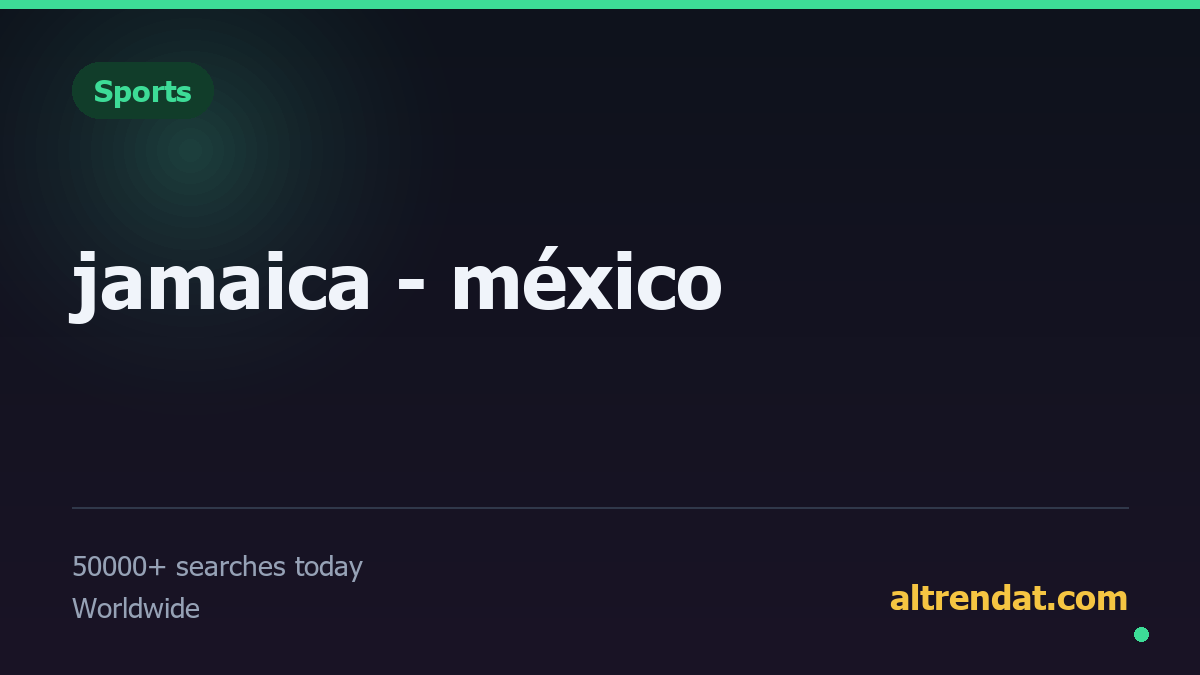 Sports
jamaica - méxico
50000+ searches today
Worldwide
altrendat.com